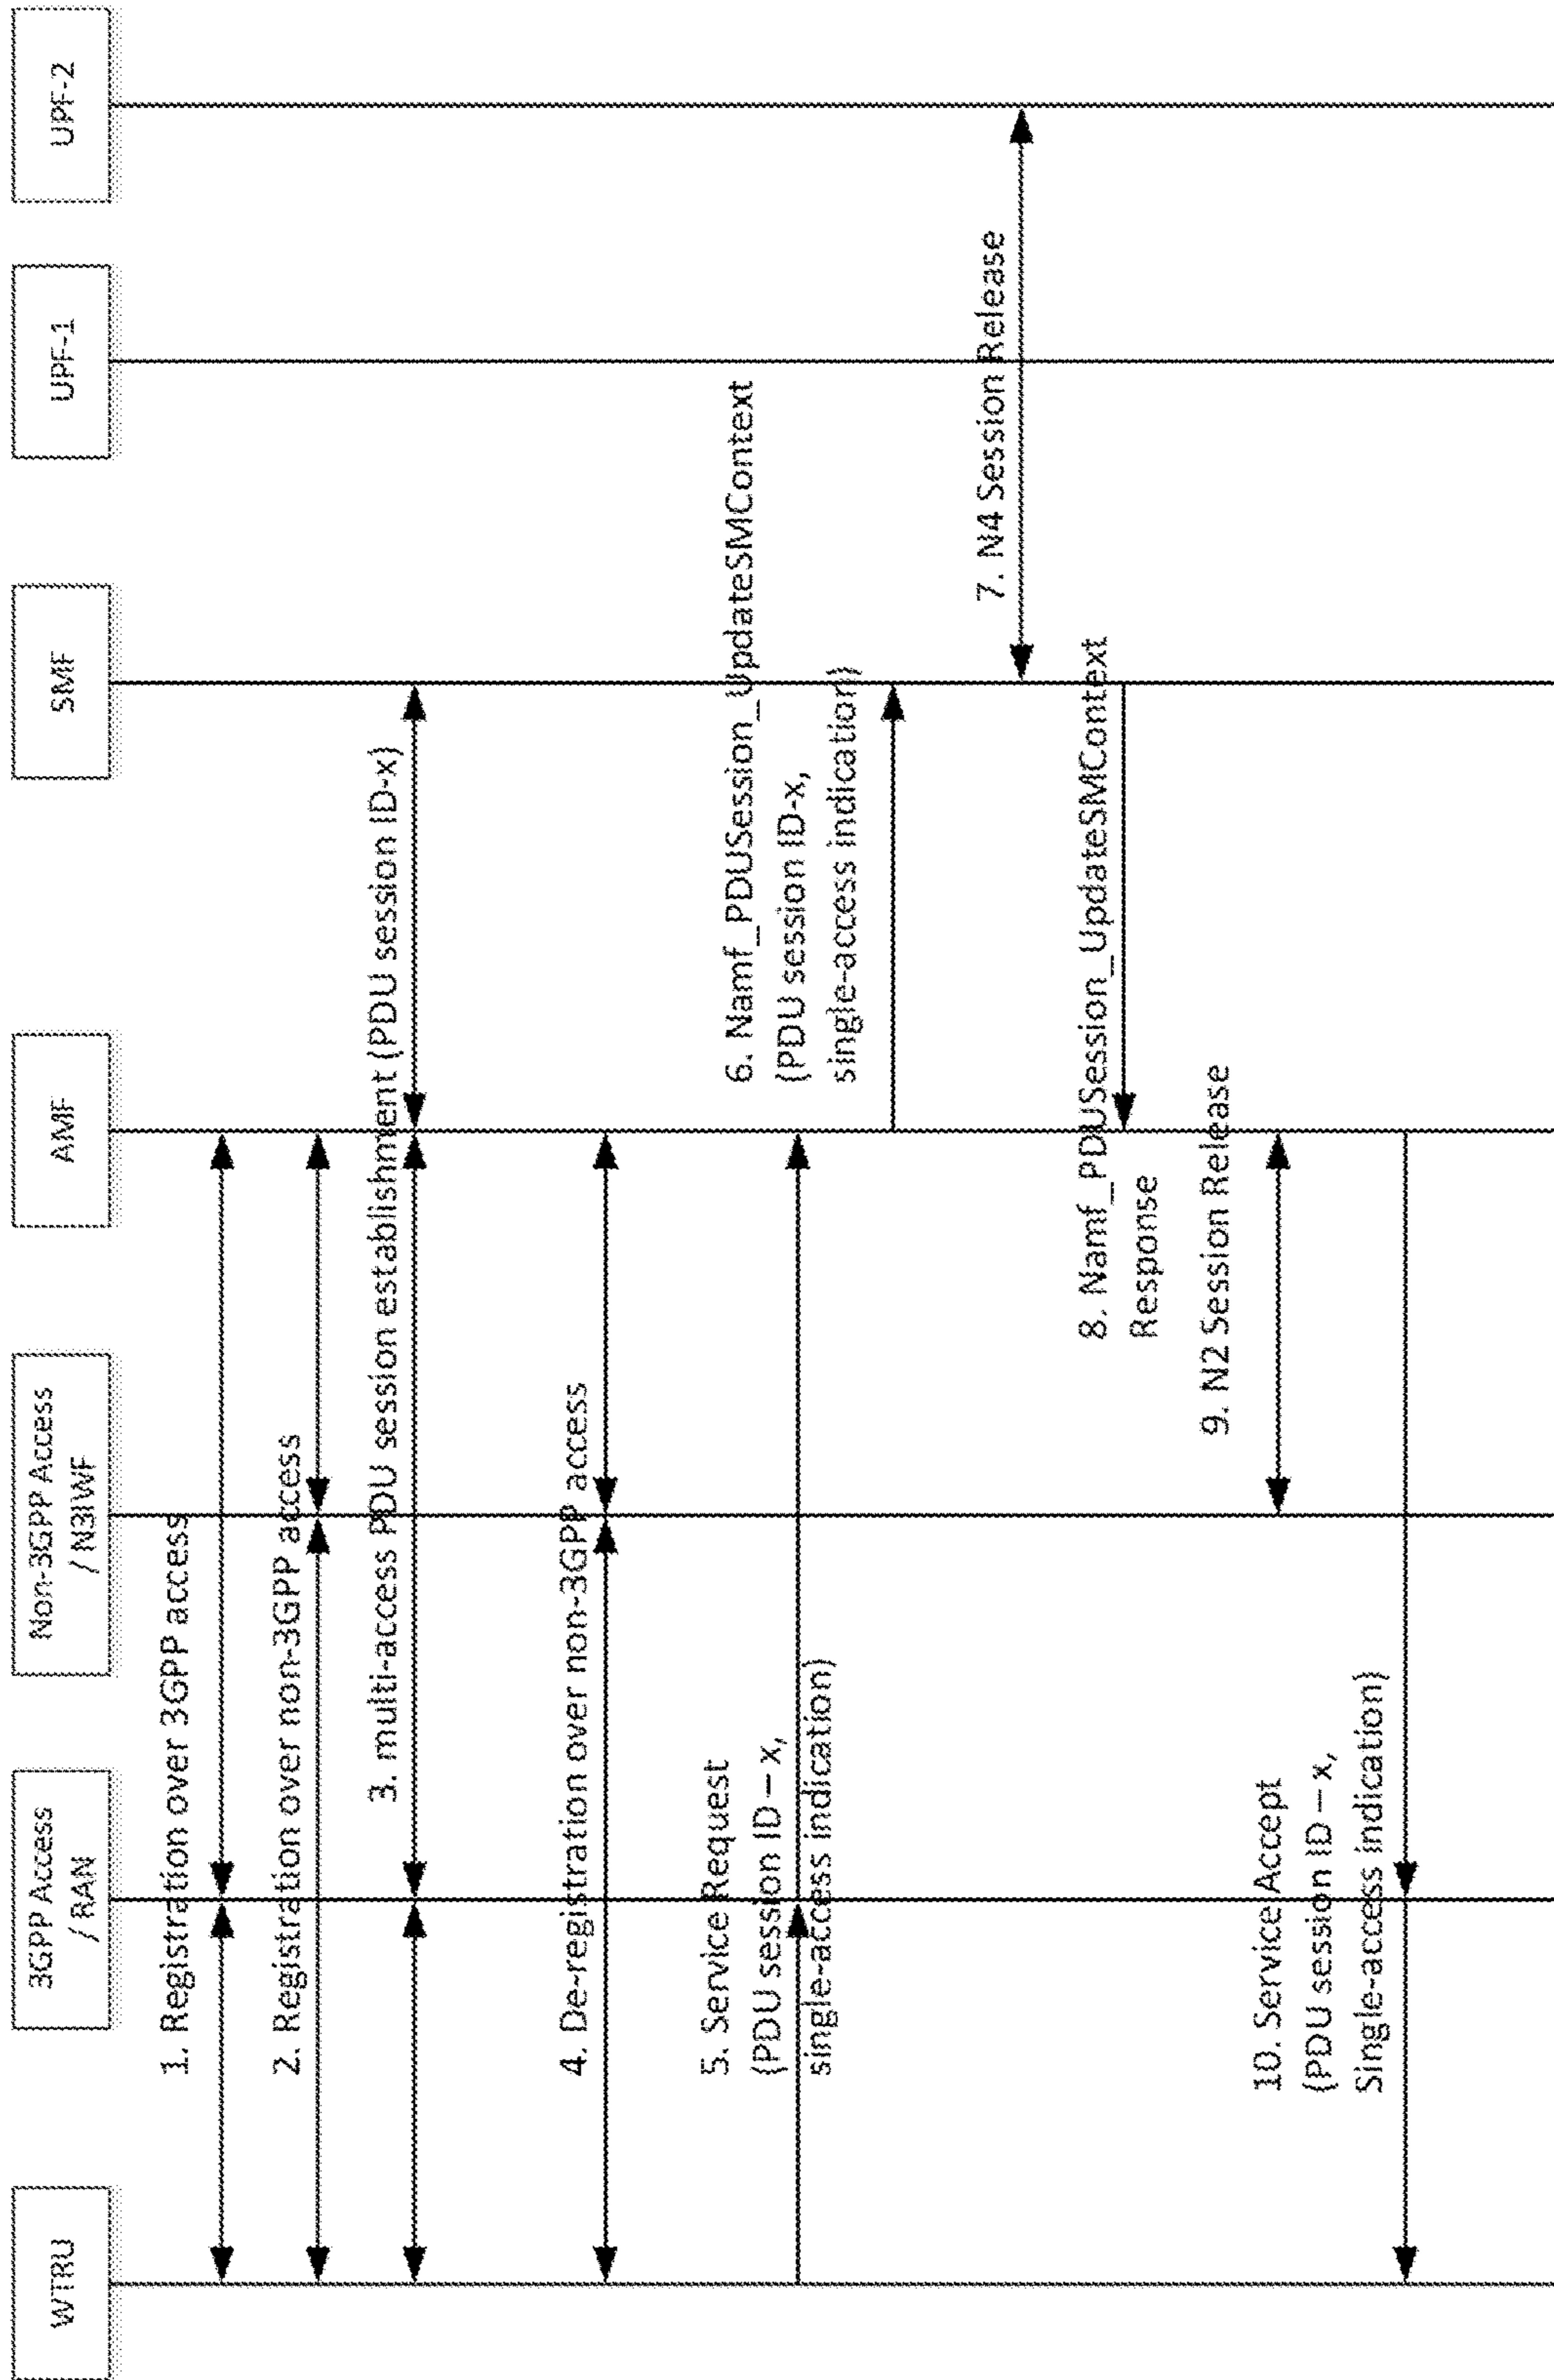 WTRU
3GPP Access
/ RAN
Non-3GPP Access
/ N3IWF
AMF
SMF
UPF-1
UPF-2
1. Registration over 3GPP access
2. Registration over non-3GPP access
3. multi-access PDU session establishment (PDU session ID-x)
4. De-registration over non-3GPP access
5. Service Request
(PDU session ID – x,
single-access indication)
6. Namf_PDUSession_UpdateSMContext
(PDU session ID-x,
single-access indication)
7. N4 Session Release
8. Namf_PDUSession_UpdateSMContext
Response
9. N2 Session Release
10. Service Accept
(PDU session ID – x,
Single-access indication)